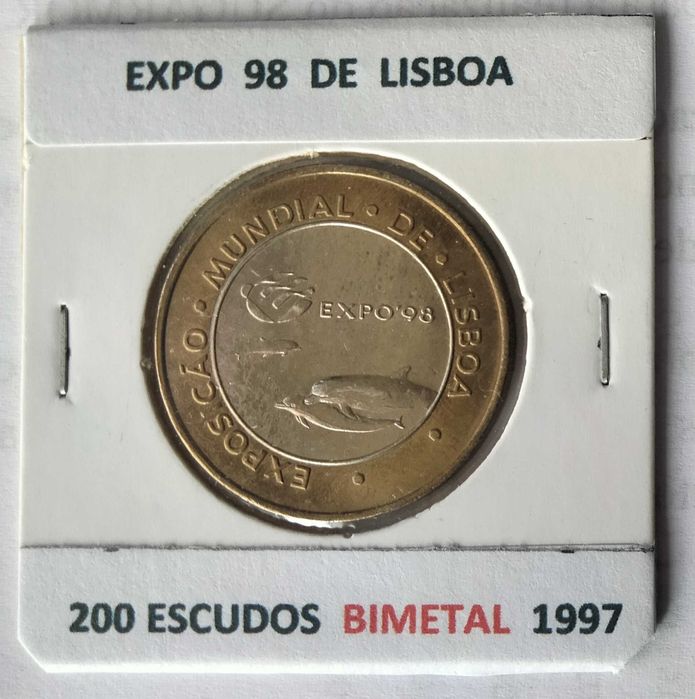 EXPO 98 DE LISBOA
EXPOSIÇÃO • MUNDIAL • DE • LISBOA
EXPO'98
200 ESCUDOS BIMETAL 1997